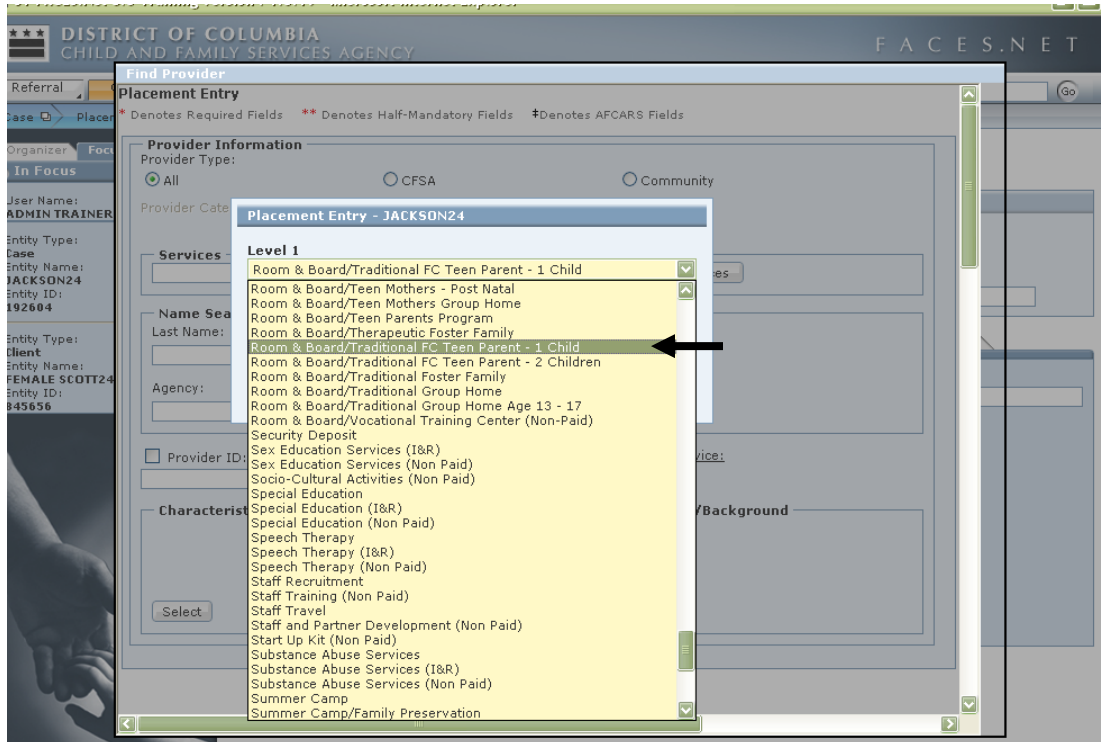 DISTRICT OF COLUMBIA
CHILD AND FAMILY SERVICES AGENCY
FACES.NET
Referral
Go
Case
Placer
Organizer Focu
In Focus
User Name:
ADMIN TRAINER
Entity Type:
Case
Entity Name:
JACKSON24
Entity ID:
192604
Entity Type:
Client
Entity Name:
FEMALE SCOTT24
Entity ID:
845656
Find Provider
Placement Entry
* Denotes Required Fields ** Denotes Half-Mandatory Fields ‡Denotes AFCARS Fields
Provider Information
Provider Type:
All CFSA Community
Provider Cate
Services
es
Name Sea
Last Name:
Agency:
Provider ID:
vice:
Characterist
/Background
Select
Placement Entry - JACKSON24
Level 1
Room & Board/Traditional FC Teen Parent - 1 Child
Room & Board/Teen Mothers - Post Natal
Room & Board/Teen Mothers Group Home
Room & Board/Teen Parents Program
Room & Board/Therapeutic Foster Family
Room & Board/Traditional FC Teen Parent - 1 Child
Room & Board/Traditional FC Teen Parent - 2 Children
Room & Board/Traditional Foster Family
Room & Board/Traditional Group Home
Room & Board/Traditional Group Home Age 13 - 17
Room & Board/Vocational Training Center (Non-Paid)
Security Deposit
Sex Education Services (I&R)
Sex Education Services (Non Paid)
Socio-Cultural Activities (Non Paid)
Special Education
Special Education (I&R)
Special Education (Non Paid)
Speech Therapy
Speech Therapy (I&R)
Speech Therapy (Non Paid)
Staff Recruitment
Staff Training (Non Paid)
Staff Travel
Staff and Partner Development (Non Paid)
Start Up Kit (Non Paid)
Substance Abuse Services
Substance Abuse Services (I&R)
Substance Abuse Services (Non Paid)
Summer Camp
Summer Camp/Family Preservation